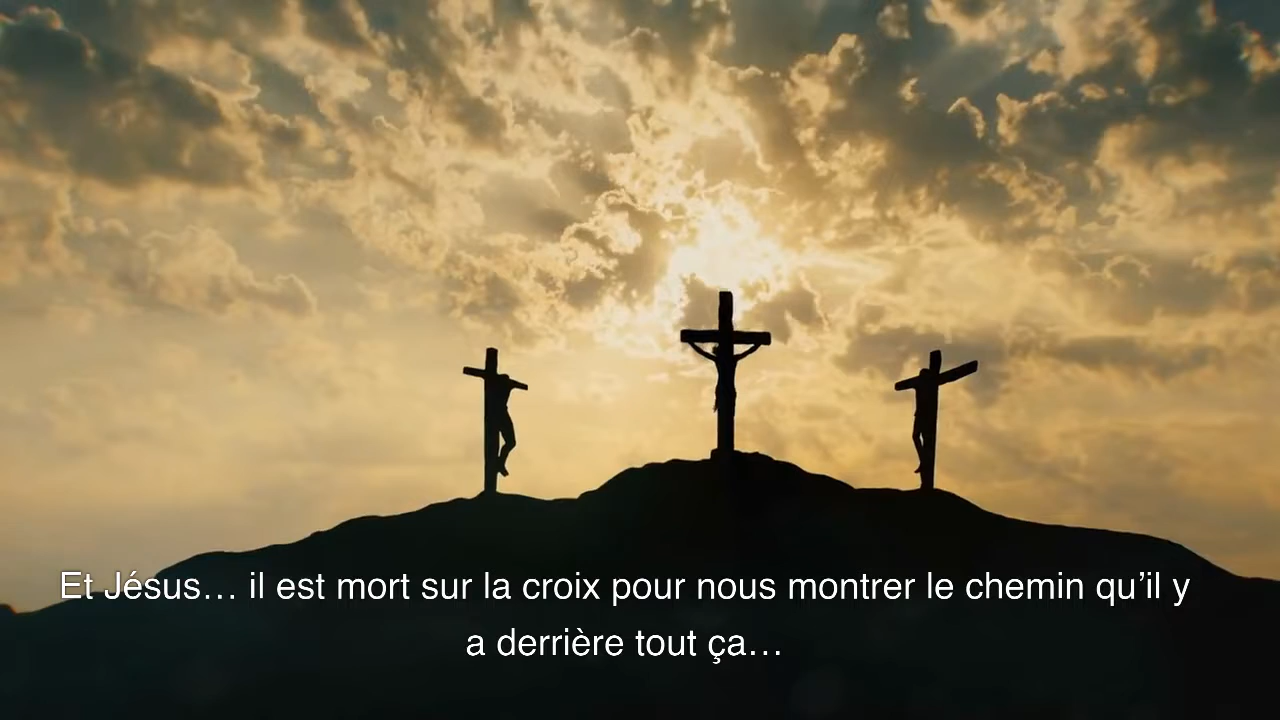 Et Jésus… il est mort sur la croix pour nous montrer le chemin qu’il y
a derrière tout ça…